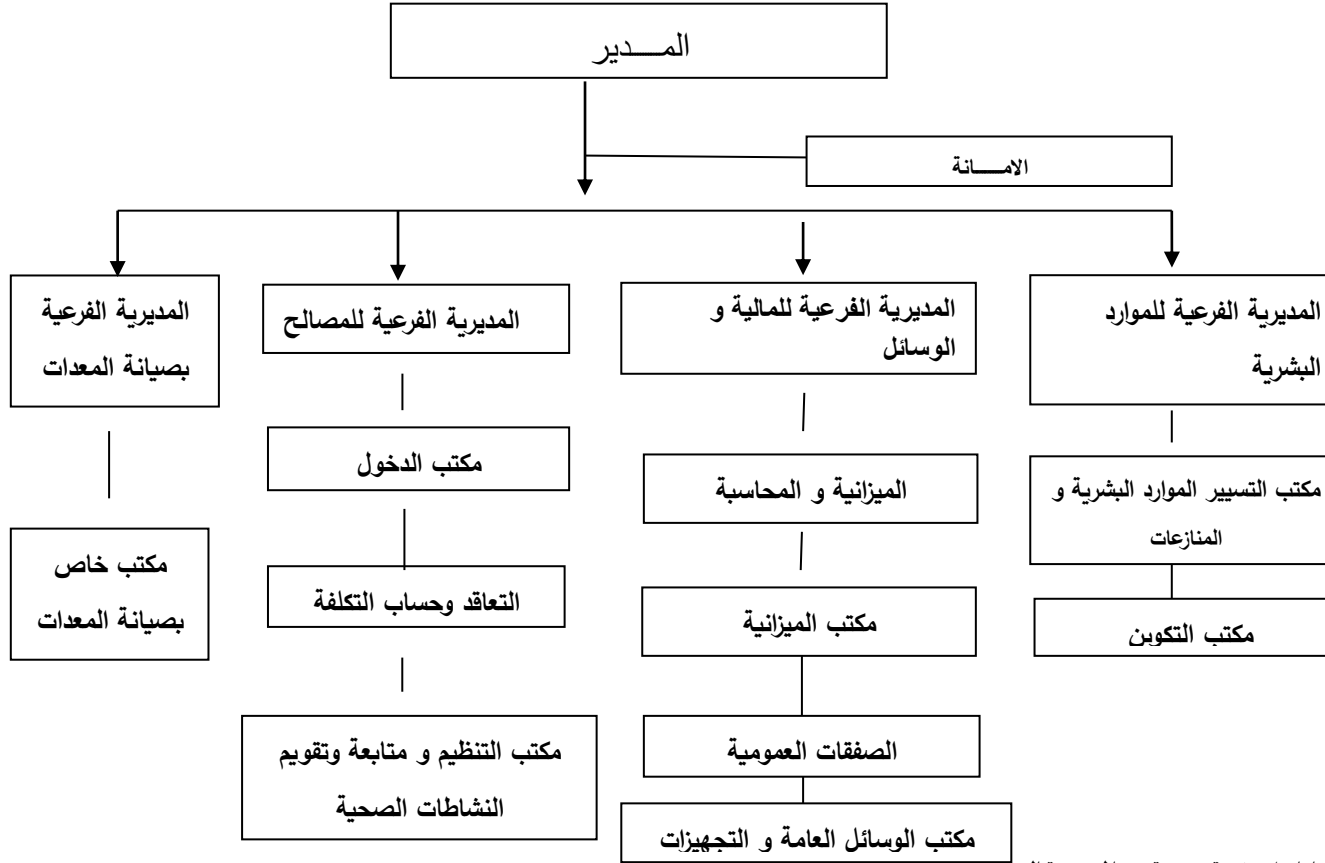 المـــــدير
الامـــــانة
المديرية الفرعية للموارد
البشرية
المديرية الفرعية للمالية و
الوسائل
المديرية الفرعية للمصالح
المديرية الفرعية
بصيانة المعدات
مكتب التسيير الموارد البشرية و
المنازعات
مكتب التكوين
الميزانية و المحاسبة
مكتب الميزانية
الصفقات العمومية
مكتب الوسائل العامة و التجهيزات
مكتب الدخول
التعاقد وحساب التكلفة
مكتب التنظيم و متابعة وتقويم
النشاطات الصحية
مكتب خاص
بصيانة المعدات